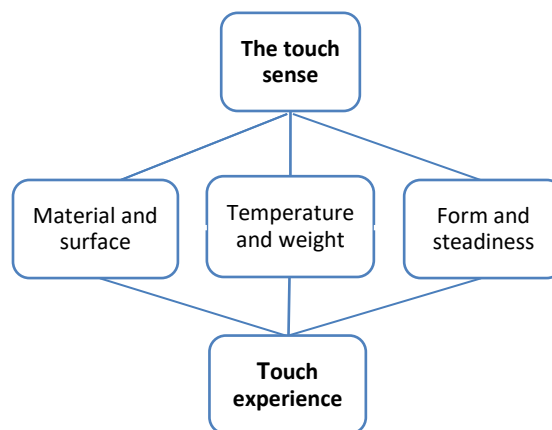 The touch
sense
Material and
surface
Temperature
and weight
Form and
steadiness
Touch
experience